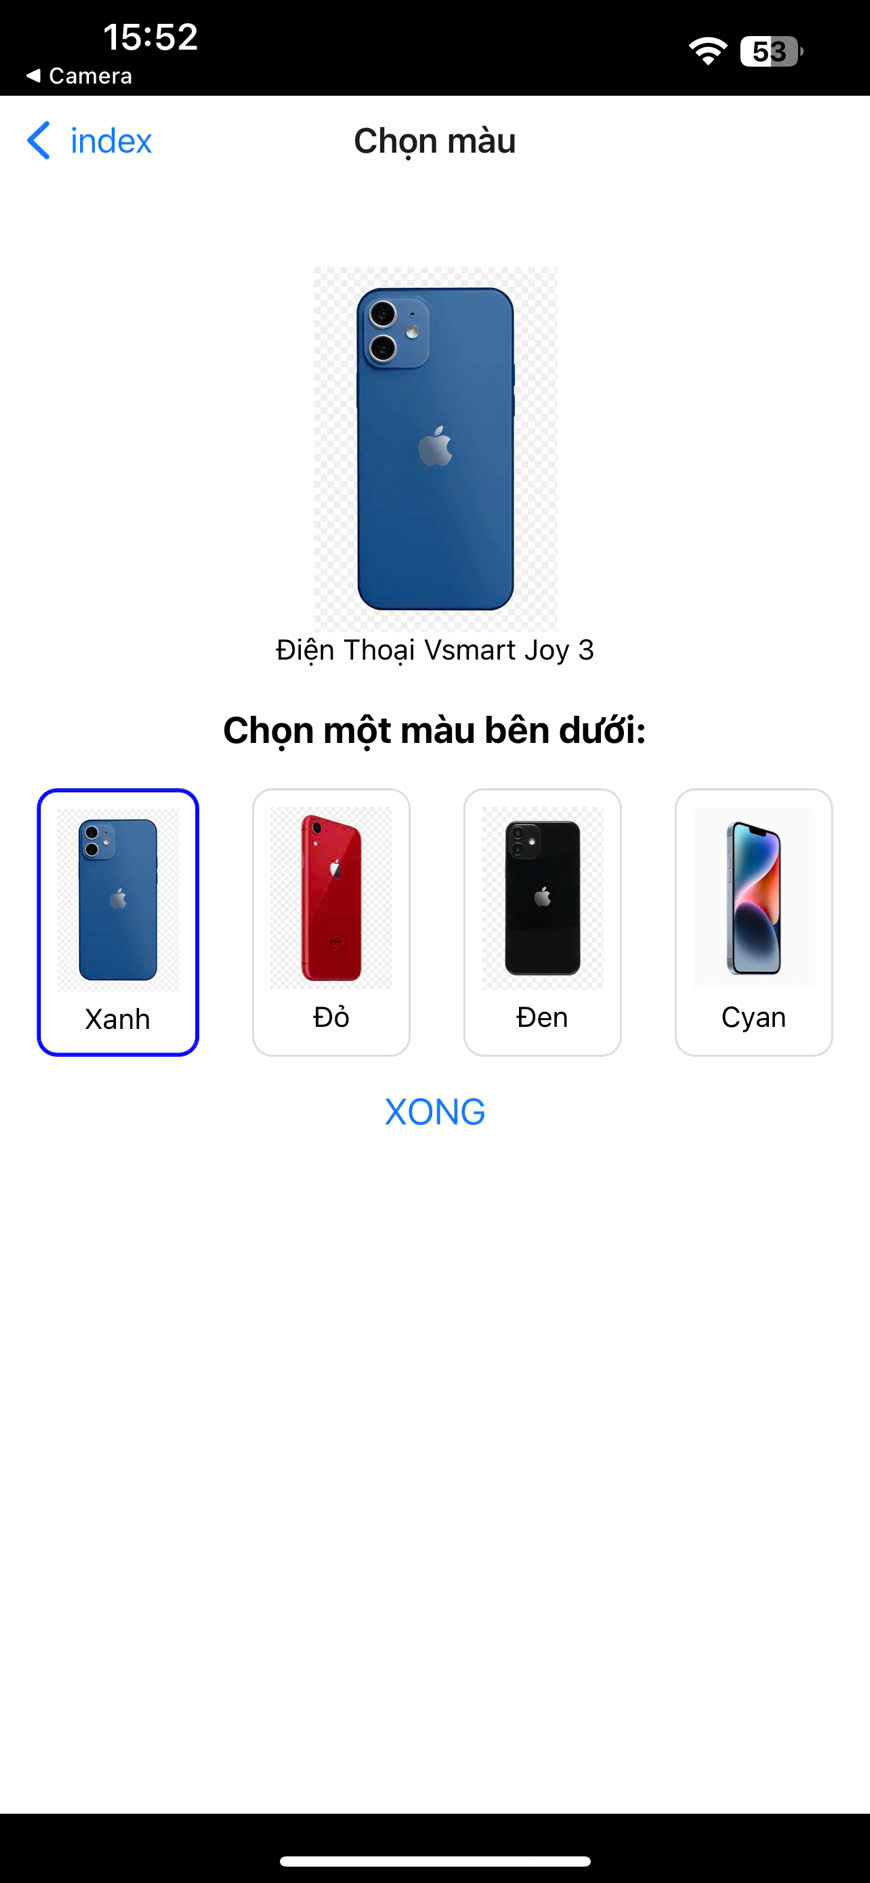 15:52
53
◀ Camera
index
Chọn màu
Điện Thoại Vsmart Joy 3
Chọn một màu bên dưới:
Xanh
Đỏ
Đen
Cyan
XONG